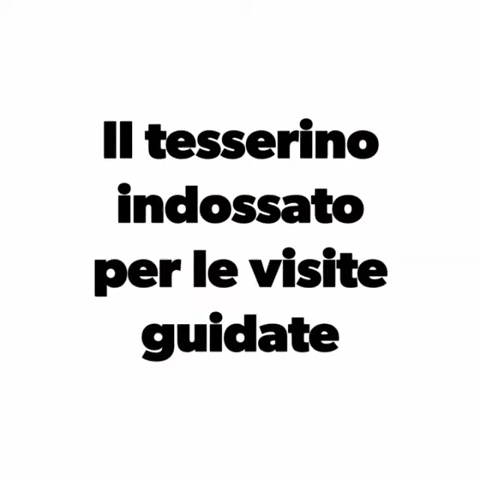 Il tesserino
indossato
per le visite
guidate